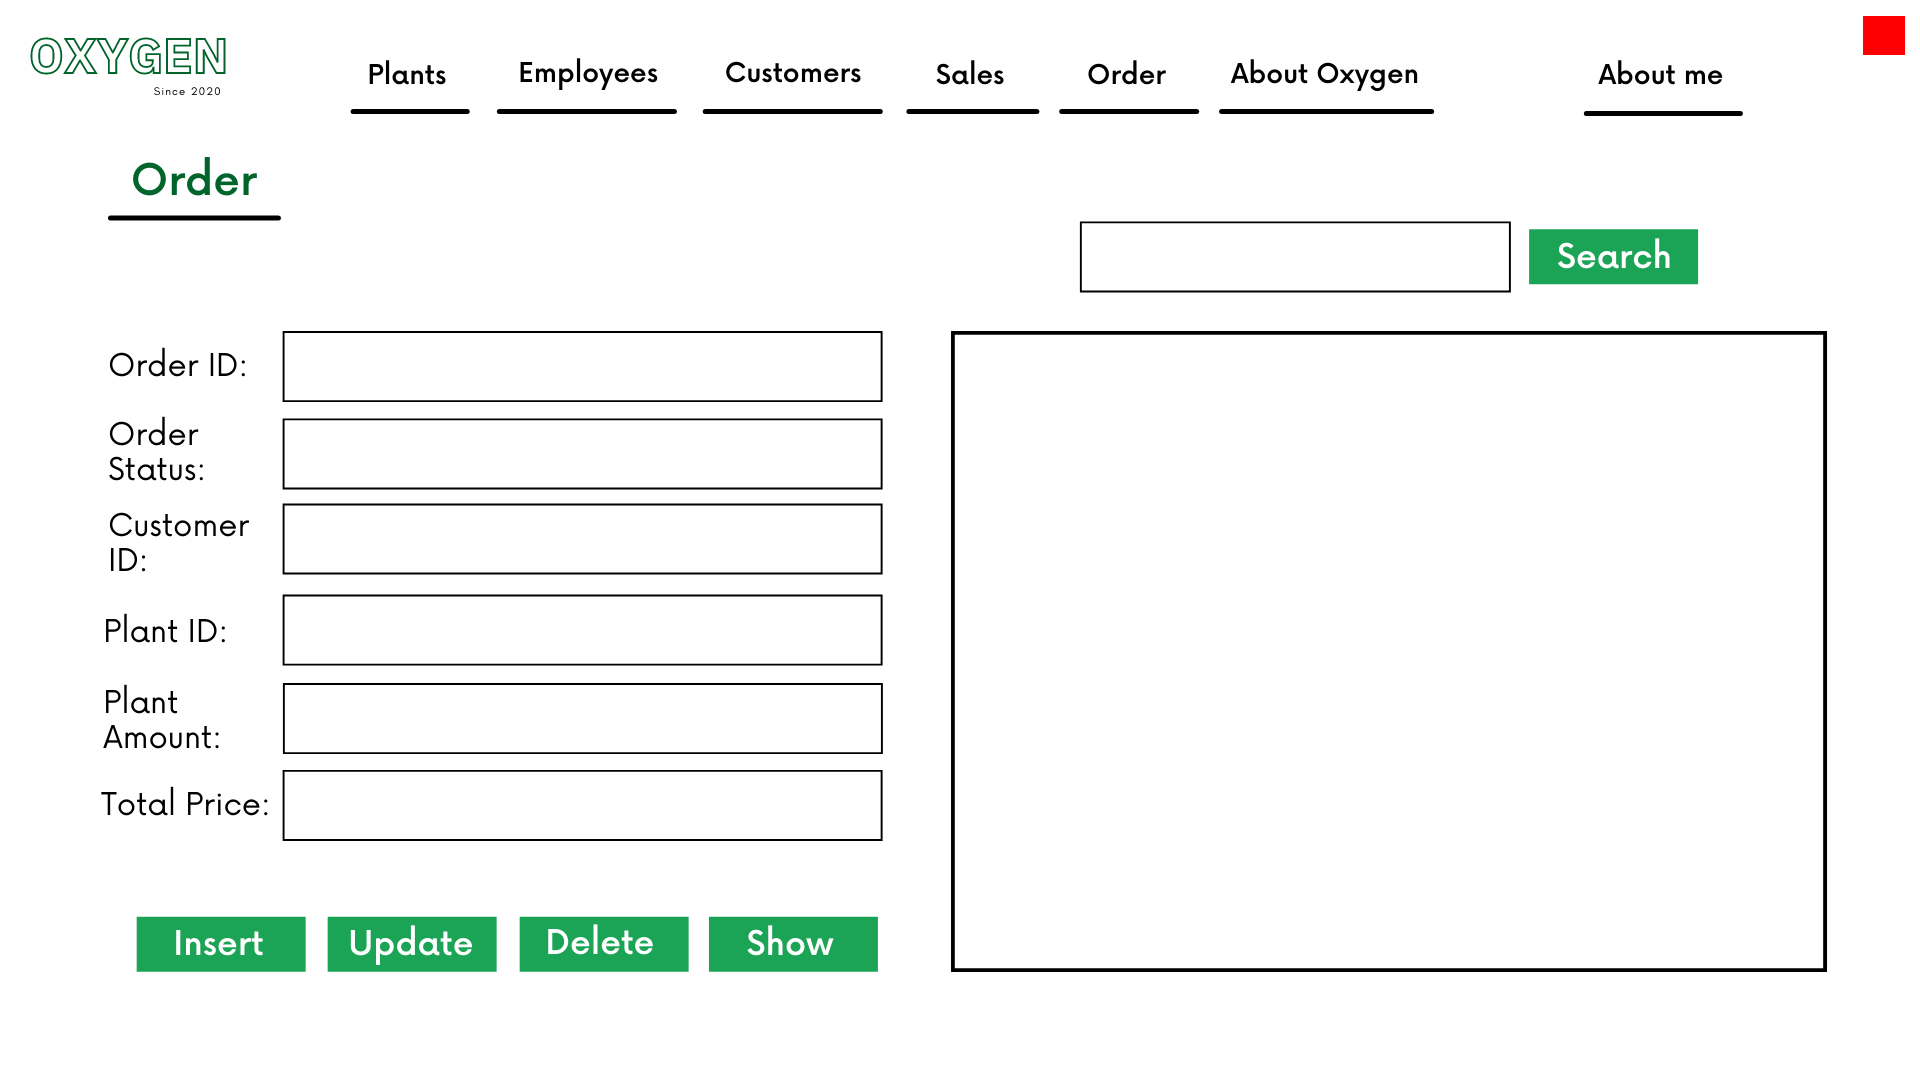 OXYGEN
Since 2020
Plants
Employees
Customers
Sales
Order
About Oxygen
About me
Order
Search
Order ID:
Order
Status:
Customer
ID:
Plant ID:
Plant
Amount:
Total Price:
Insert
Update
Delete
Show